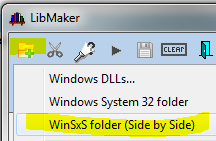 LibMaker
CLEAR
Windows DLLs...
Windows System 32 folder
WinSxS folder (Side by Side)